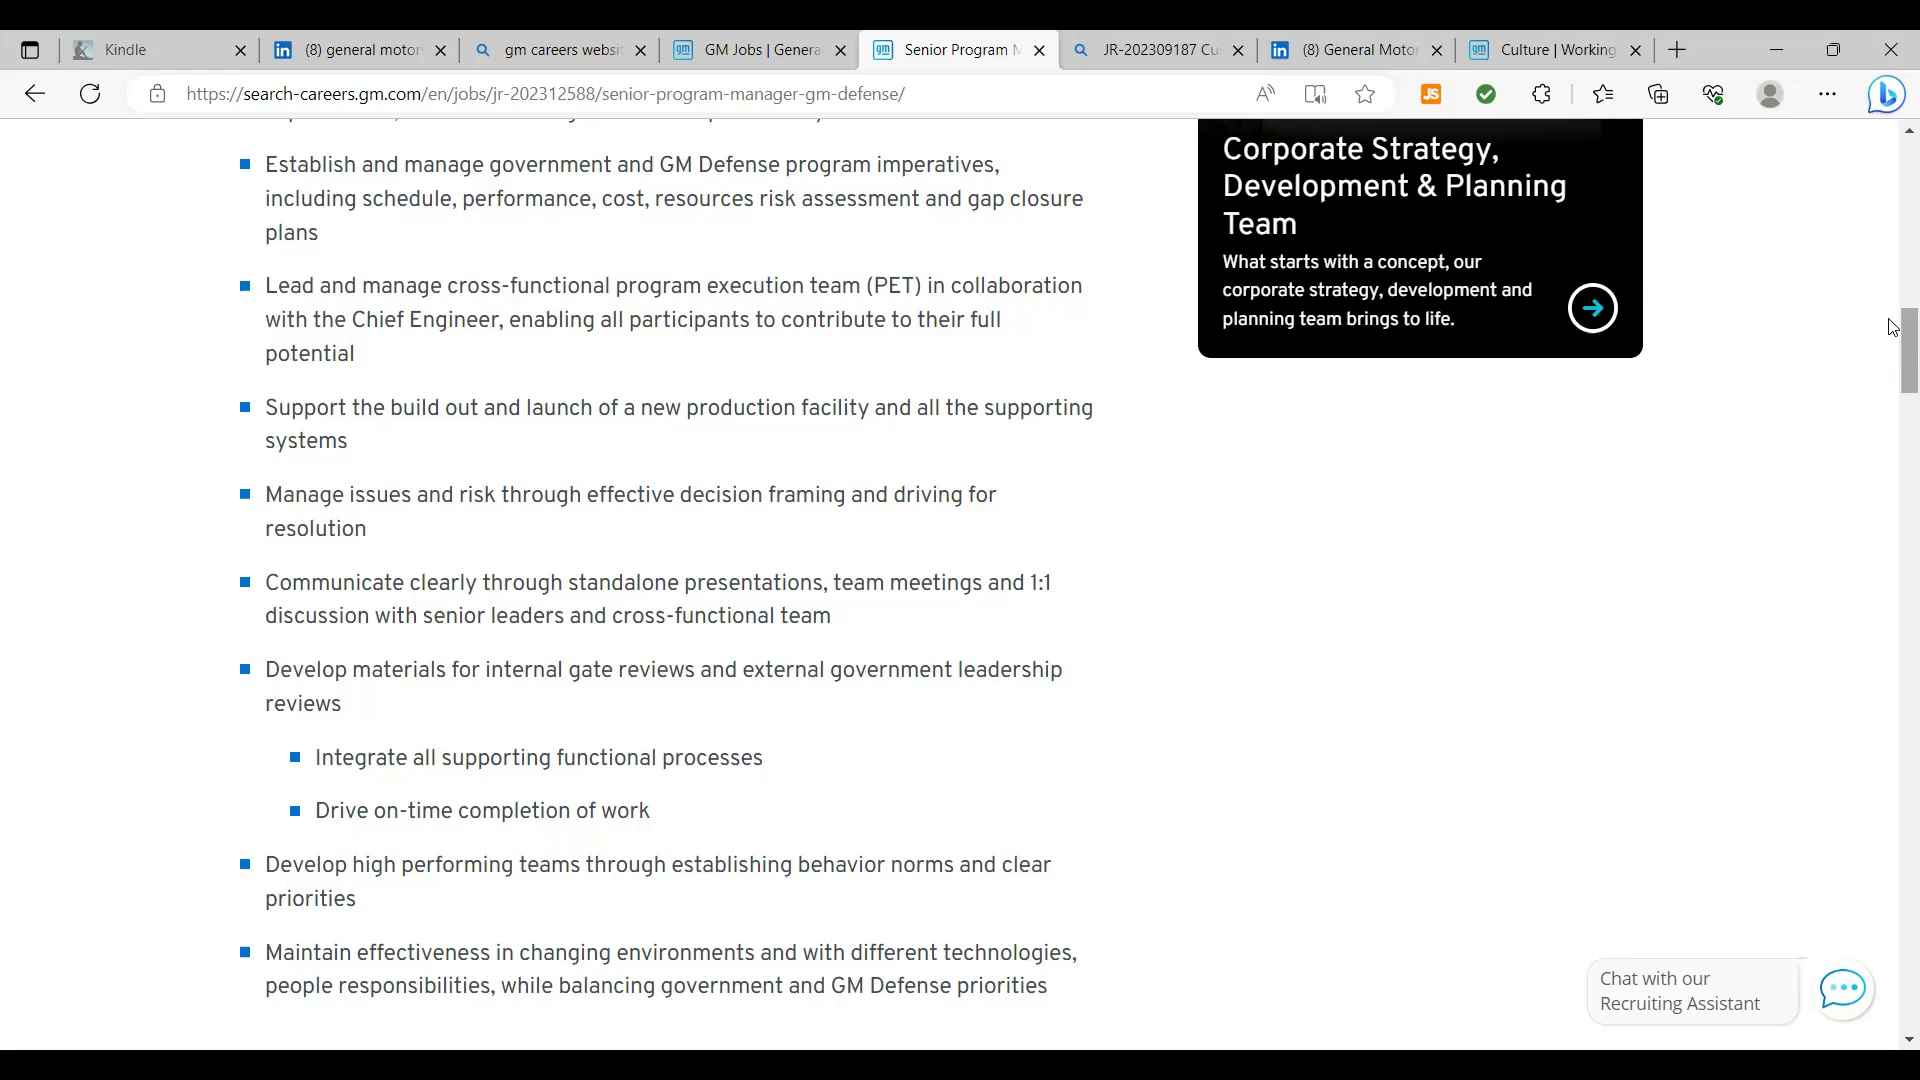 Kindle
(8) general motor
gm careers websit
GM Jobs | Genera
Senior Program M
JR-202309187 Cu
(8) General Motor
Culture | Working
https://search-careers.gm.com/en/jobs/jr-202312588/senior-program-manager-gm-defense/
Establish and manage government and GM Defense program imperatives,
including schedule, performance, cost, resources risk assessment and gap closure
plans
Lead and manage cross-functional program execution team (PET) in collaboration
with the Chief Engineer, enabling all participants to contribute to their full
potential
Support the build out and launch of a new production facility and all the supporting
systems
Manage issues and risk through effective decision framing and driving for
resolution
Communicate clearly through standalone presentations, team meetings and 1:1
discussion with senior leaders and cross-functional team
Develop materials for internal gate reviews and external government leadership
reviews
Integrate all supporting functional processes
Drive on-time completion of work
Develop high performing teams through establishing behavior norms and clear
priorities
Maintain effectiveness in changing environments and with different technologies,
people responsibilities, while balancing government and GM Defense priorities
Corporate Strategy,
Development & Planning
Team
What starts with a concept, our
corporate strategy, development and
planning team brings to life.
Chat with our
Recruiting Assistant